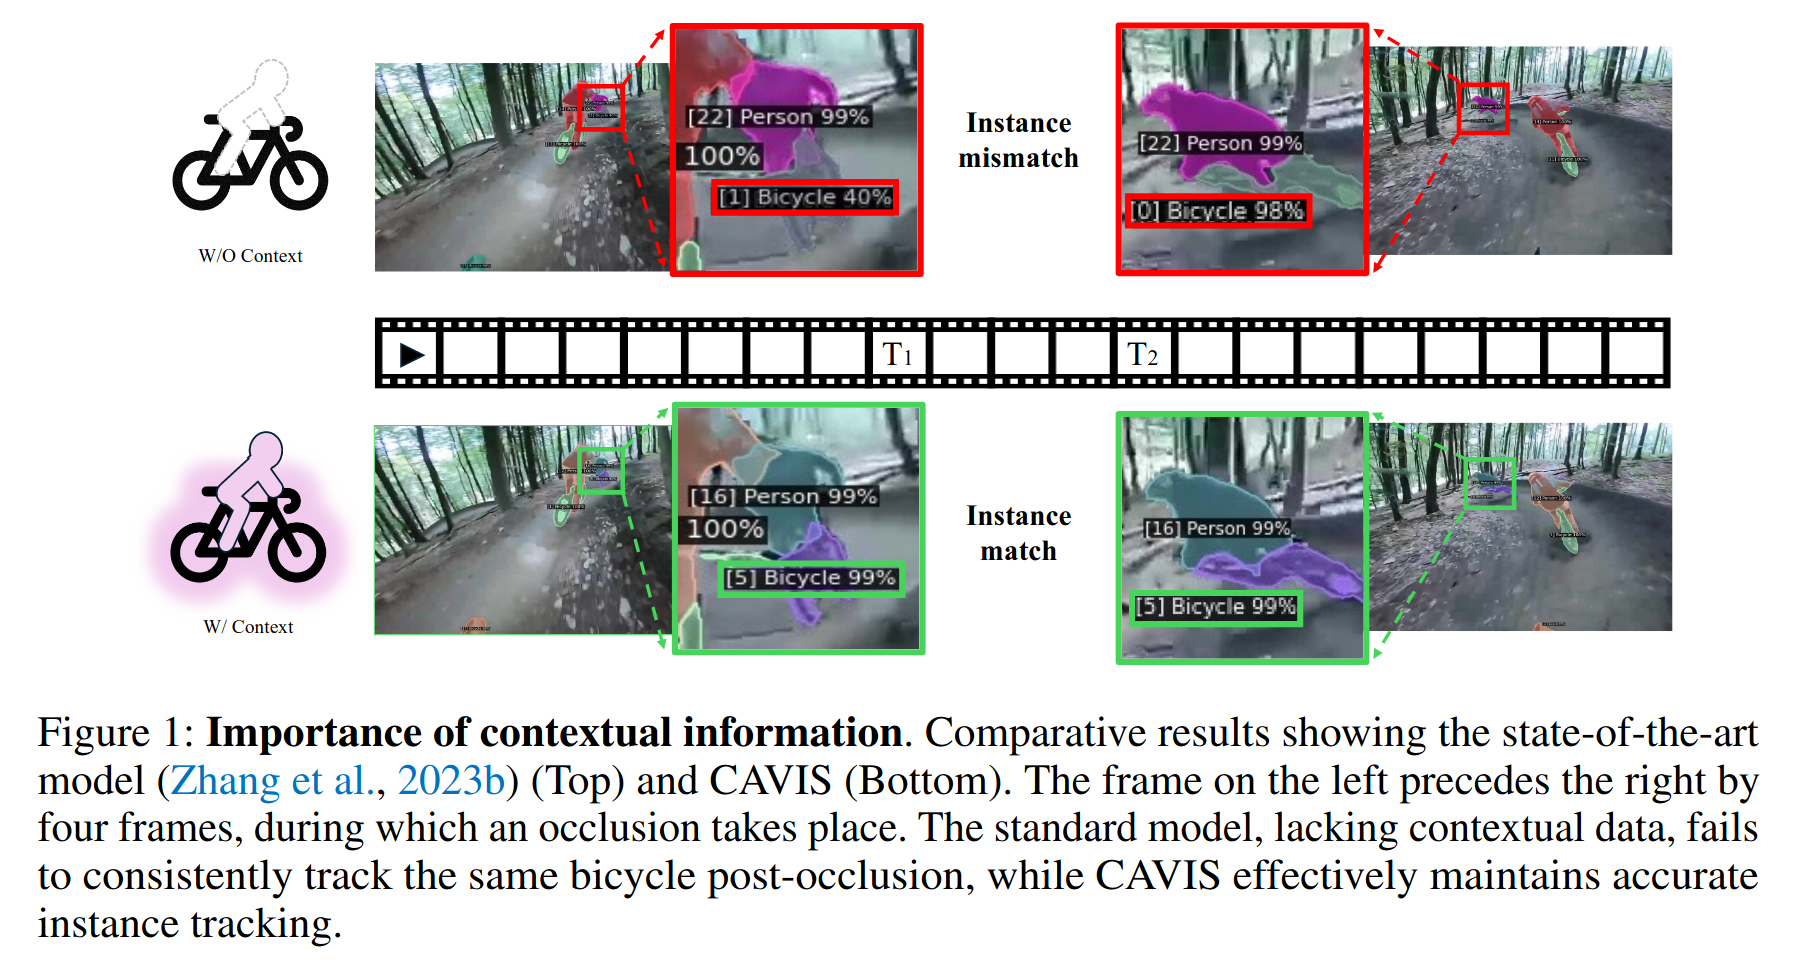 [22] Person 99%
100%
[1] Bicycle 40%
Instance
mismatch
[22] Person 99%
[0] Bicycle 98%
W/O Context
T1
T2
[16] Person 99%
100%
[5] Bicycle 99%
Instance
match
[16] Person 99%
[5] Bicycle 99%
W/ Context
Figure 1: Importance of contextual information. Comparative results showing the state-of-the-art
model (Zhang et al., 2023b) (Top) and CAVIS (Bottom). The frame on the left precedes the right by
four frames, during which an occlusion takes place. The standard model, lacking contextual data, fails
to consistently track the same bicycle post-occlusion, while CAVIS effectively maintains accurate
instance tracking.